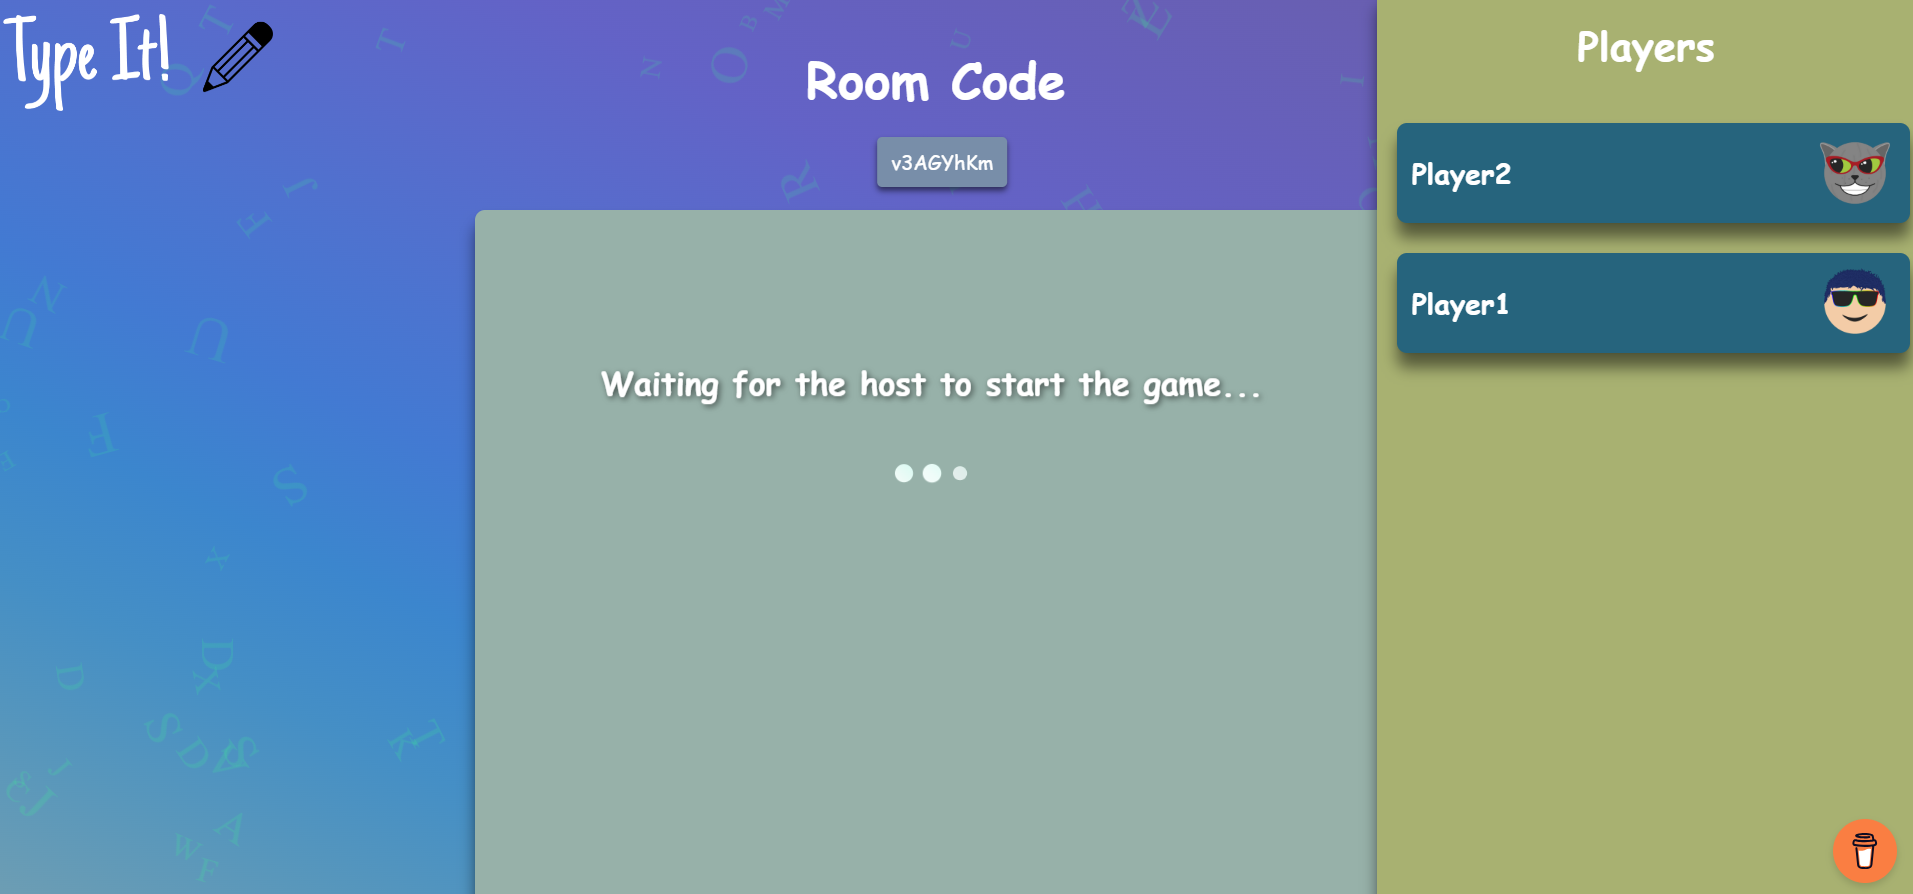 Type It!
Room Code
v3AGYhKm
Waiting for the host to start the game...
Players
Player2
Player1